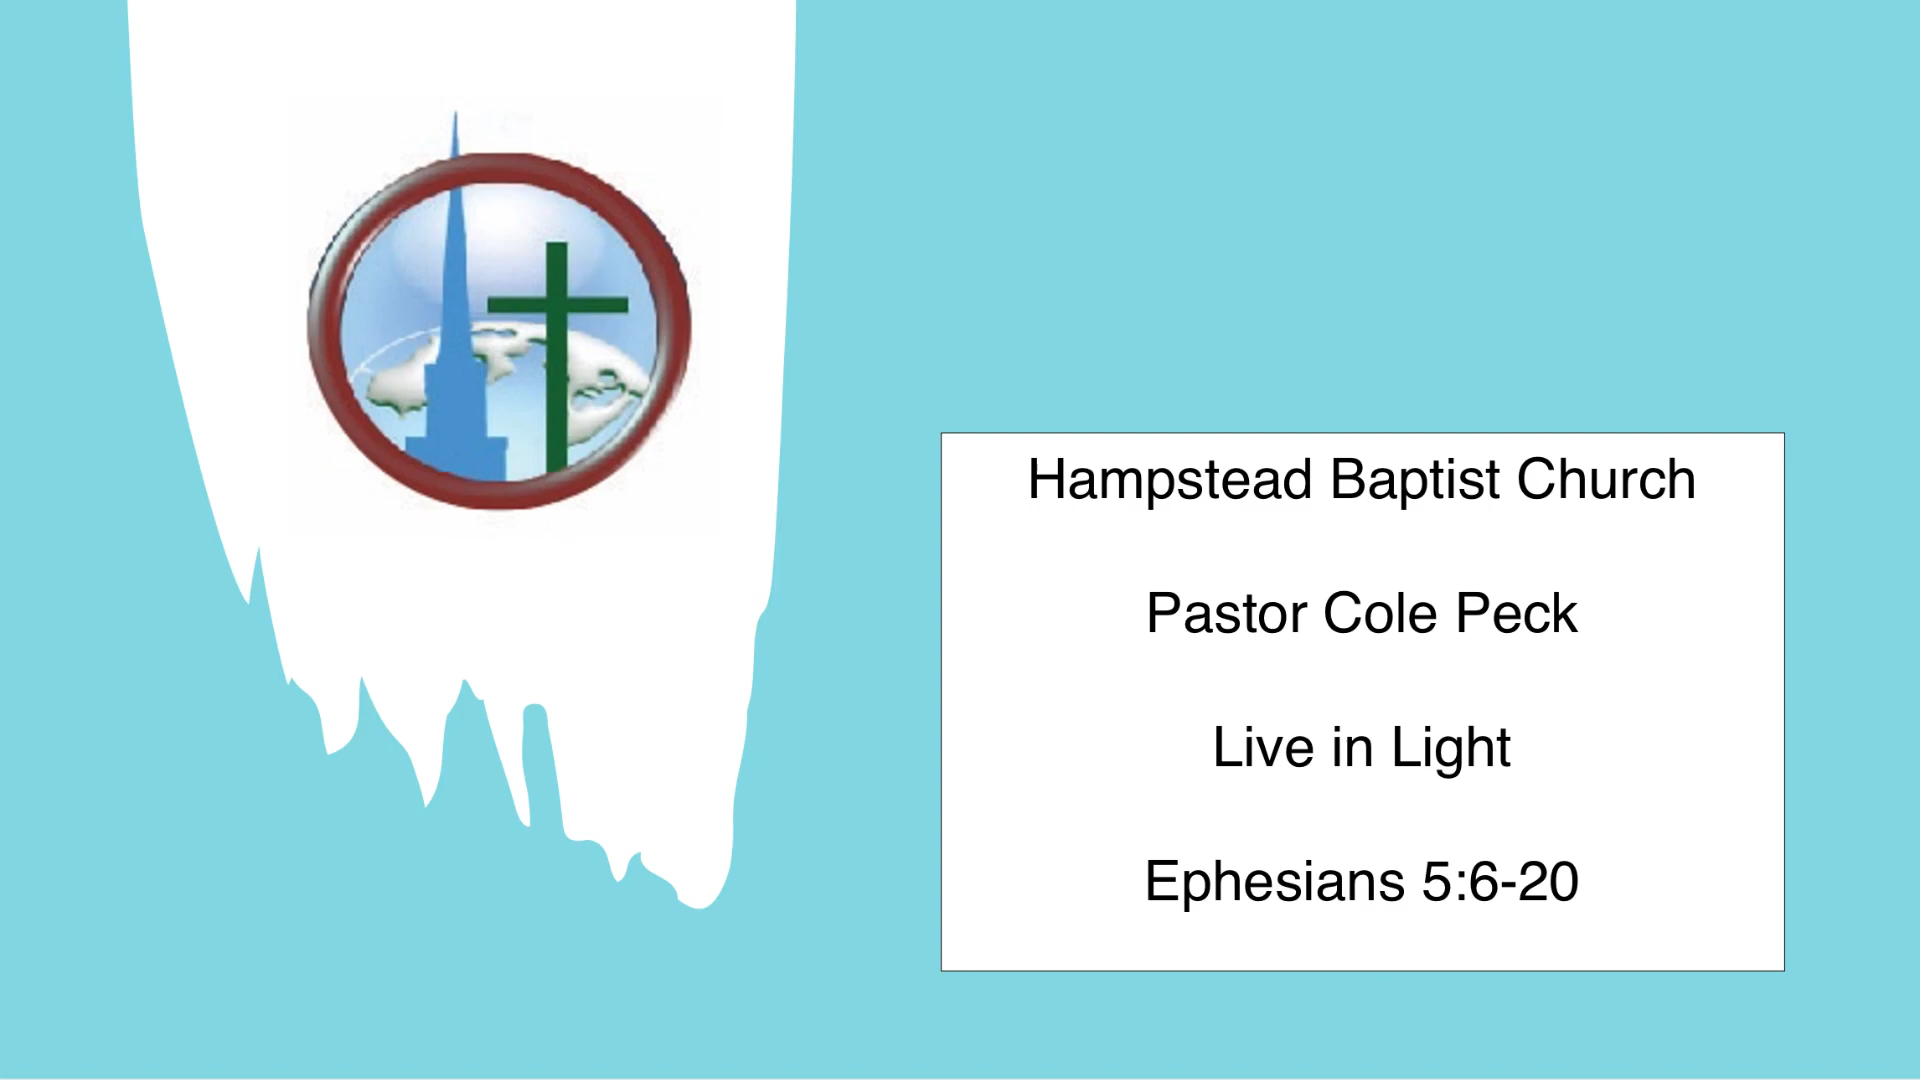 Hampstead Baptist Church
Pastor Cole Peck
Live in Light
Ephesians 5:6-20